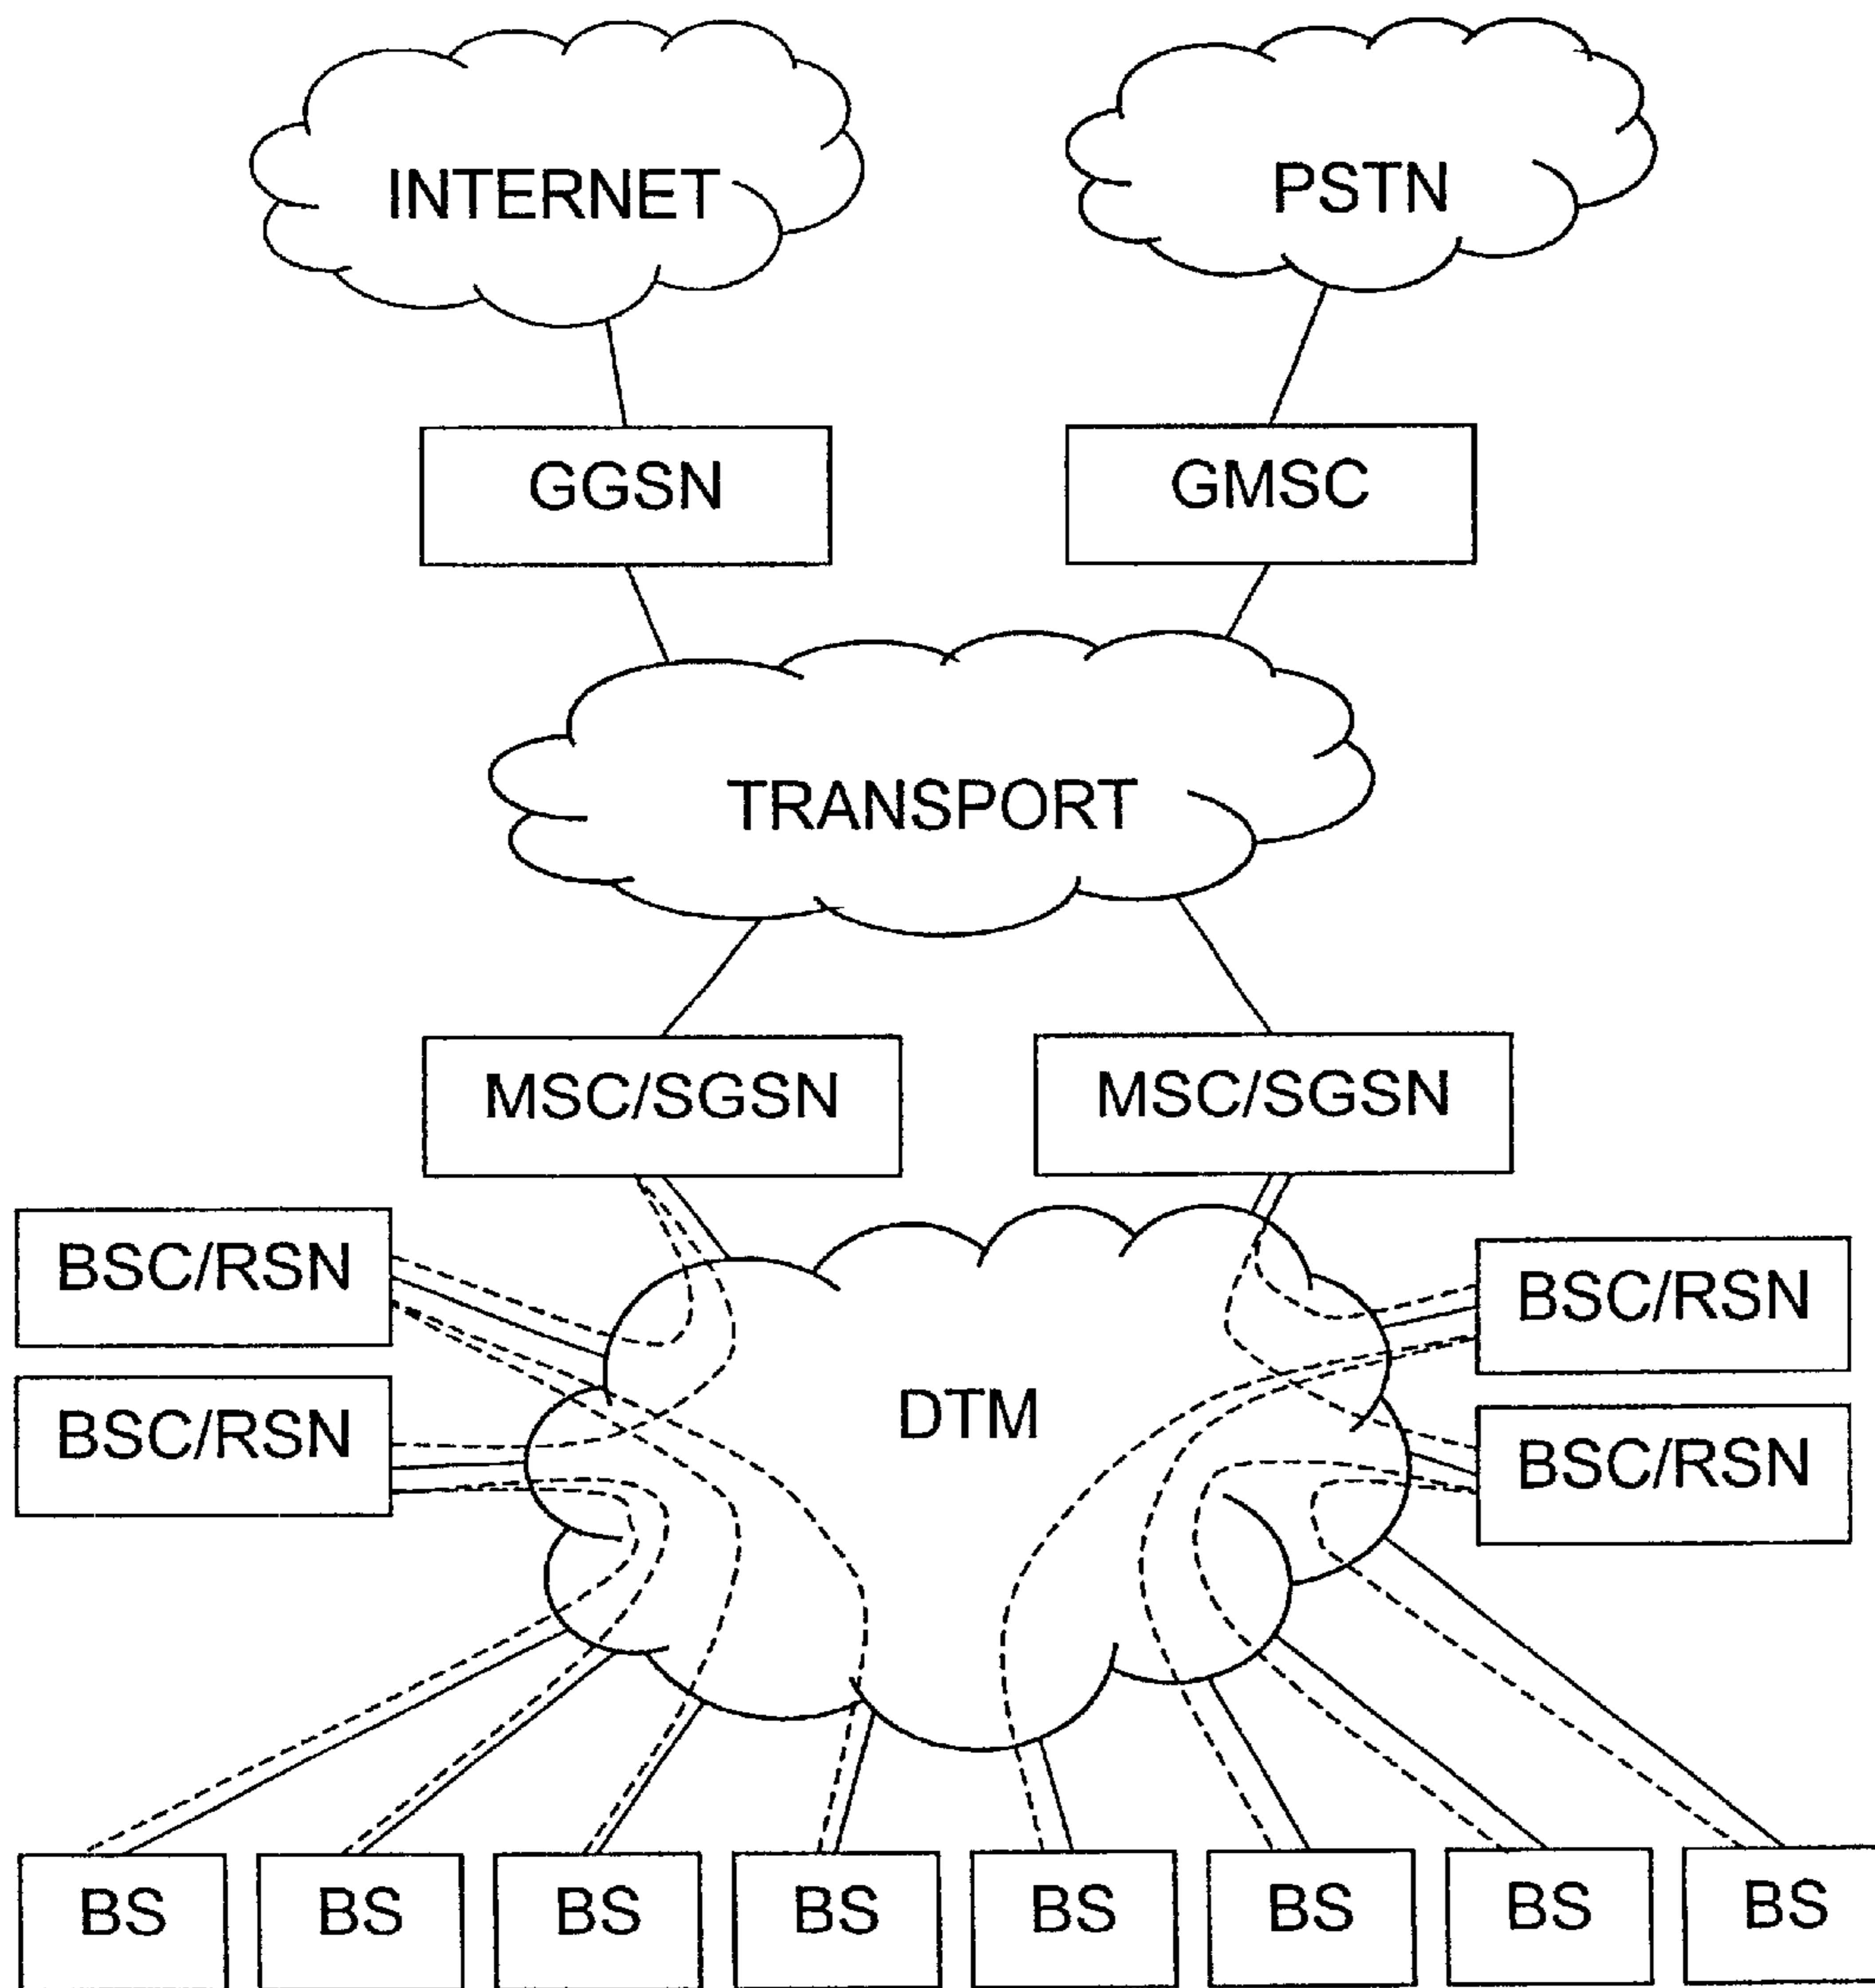 INTERNET
PSTN
GGSN
GMSC
TRANSPORT
MSC/SGSN
MSC/SGSN
BSC/RSN
BSC/RSN
BSC/RSN
DTM
BSC/RSN
BS
BS
BS
BS
BS
BS
BS
BS